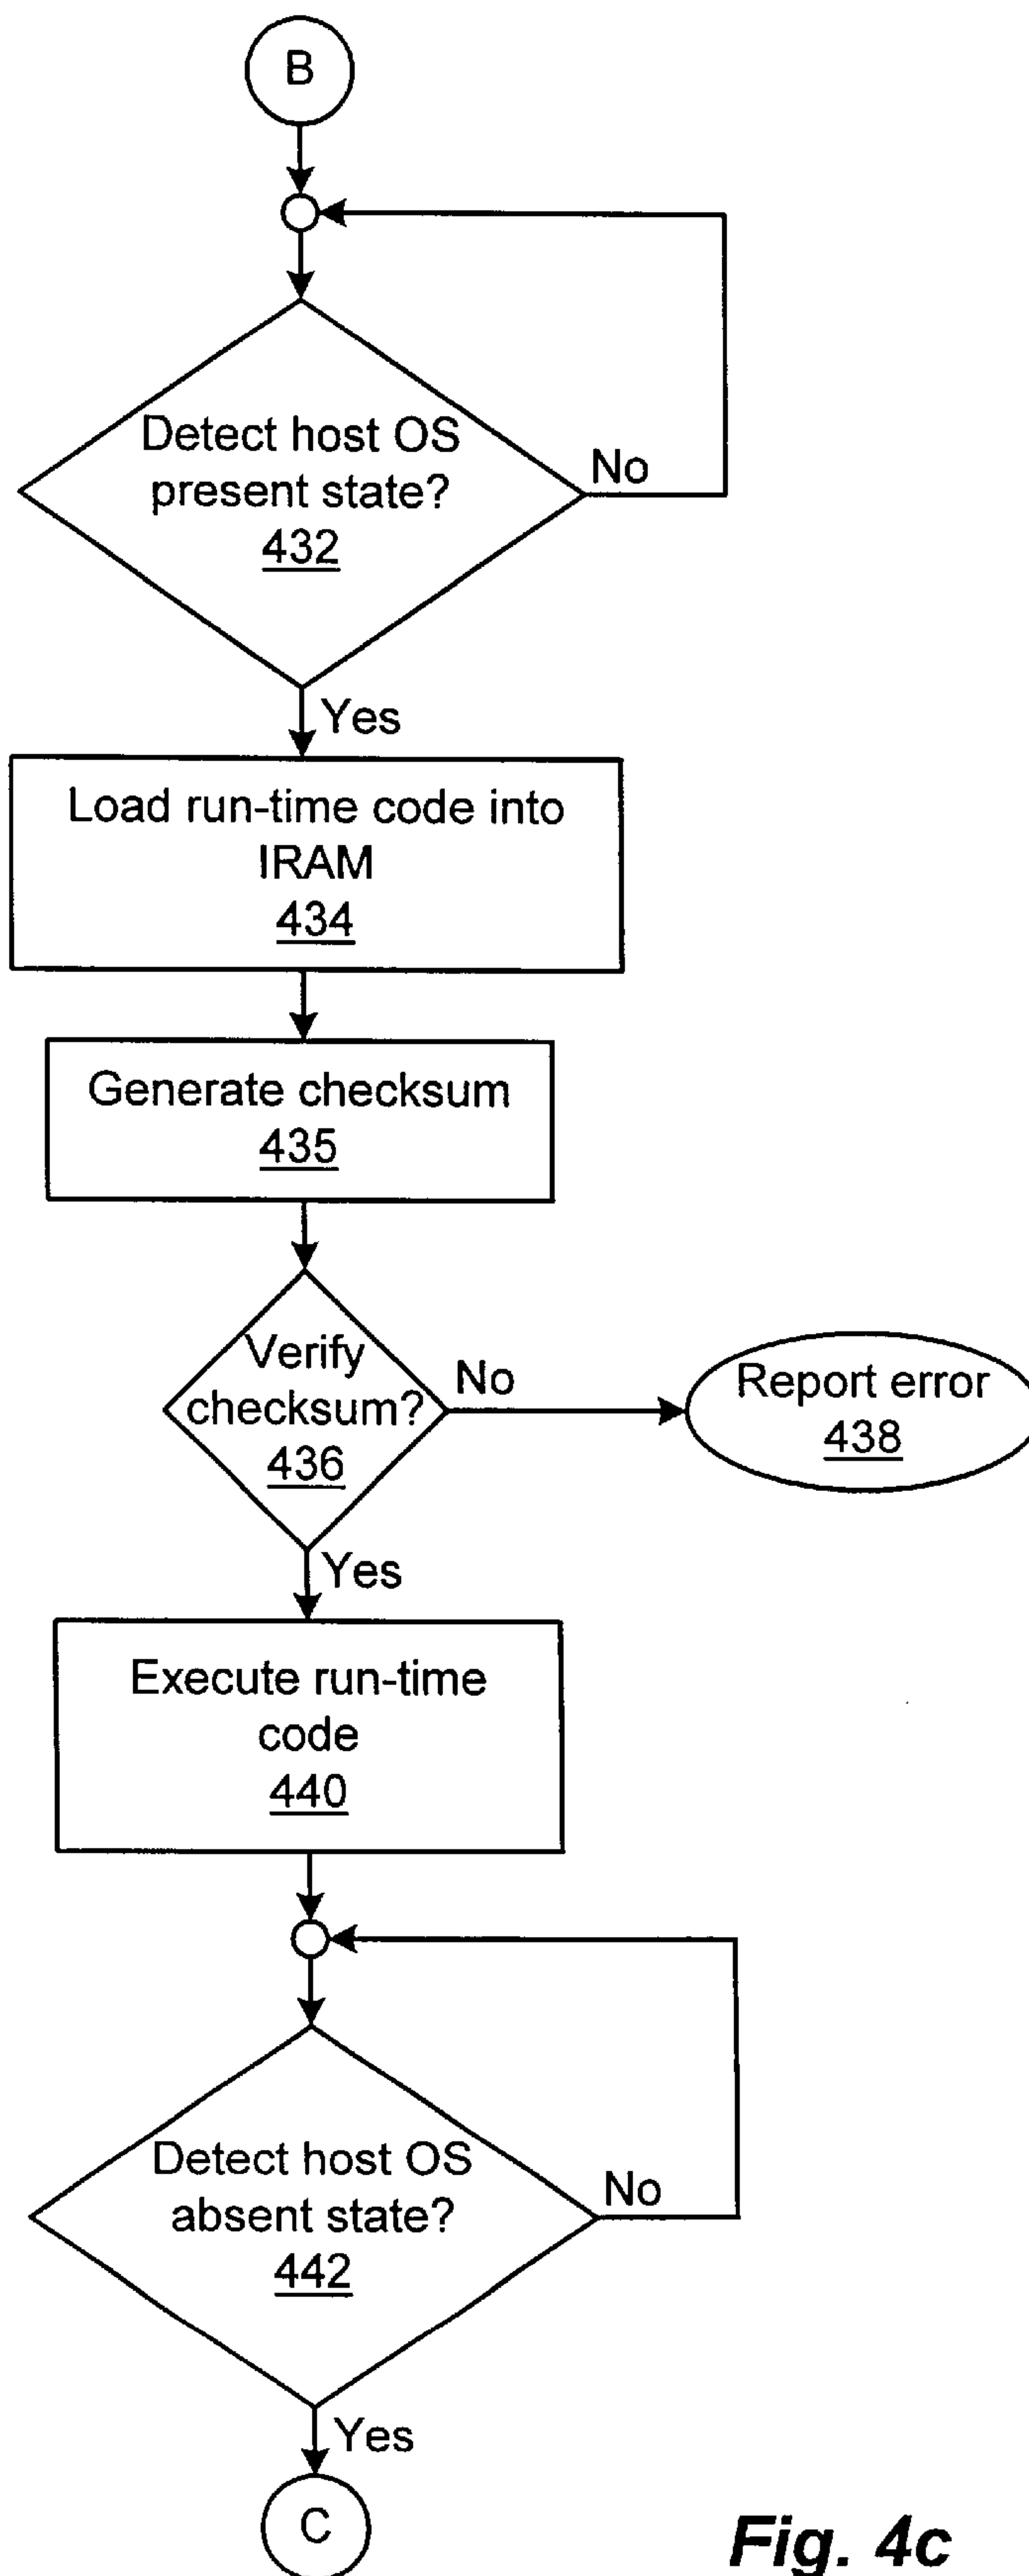 B
Detect host OS
present state?
432
No
Yes
Load run-time code into
IRAM
434
Generate checksum
435
Verify
checksum?
436
No
Report error
438
Yes
Execute run-time
code
440
Detect host OS
absent state?
442
No
Yes
C
Fig. 4c